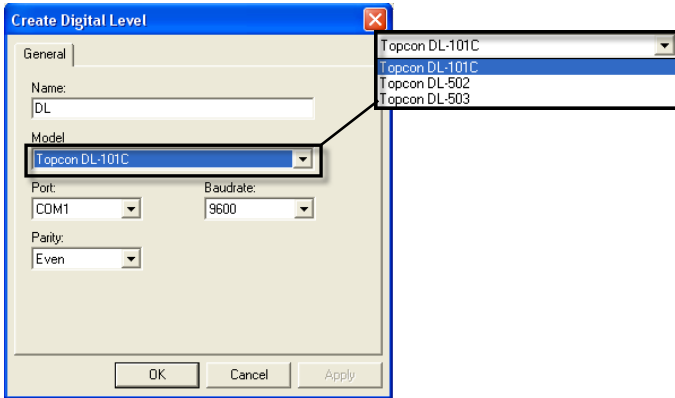 Create Digital Level
General
Name:
DL
Model
Topcon DL-101C
Port:
Baudrate:
COM1
9600
Parity:
Even
OK
Cancel
Apply
Topcon DL-101C
Topcon DL-101C
Topcon DL-502
Topcon DL-503